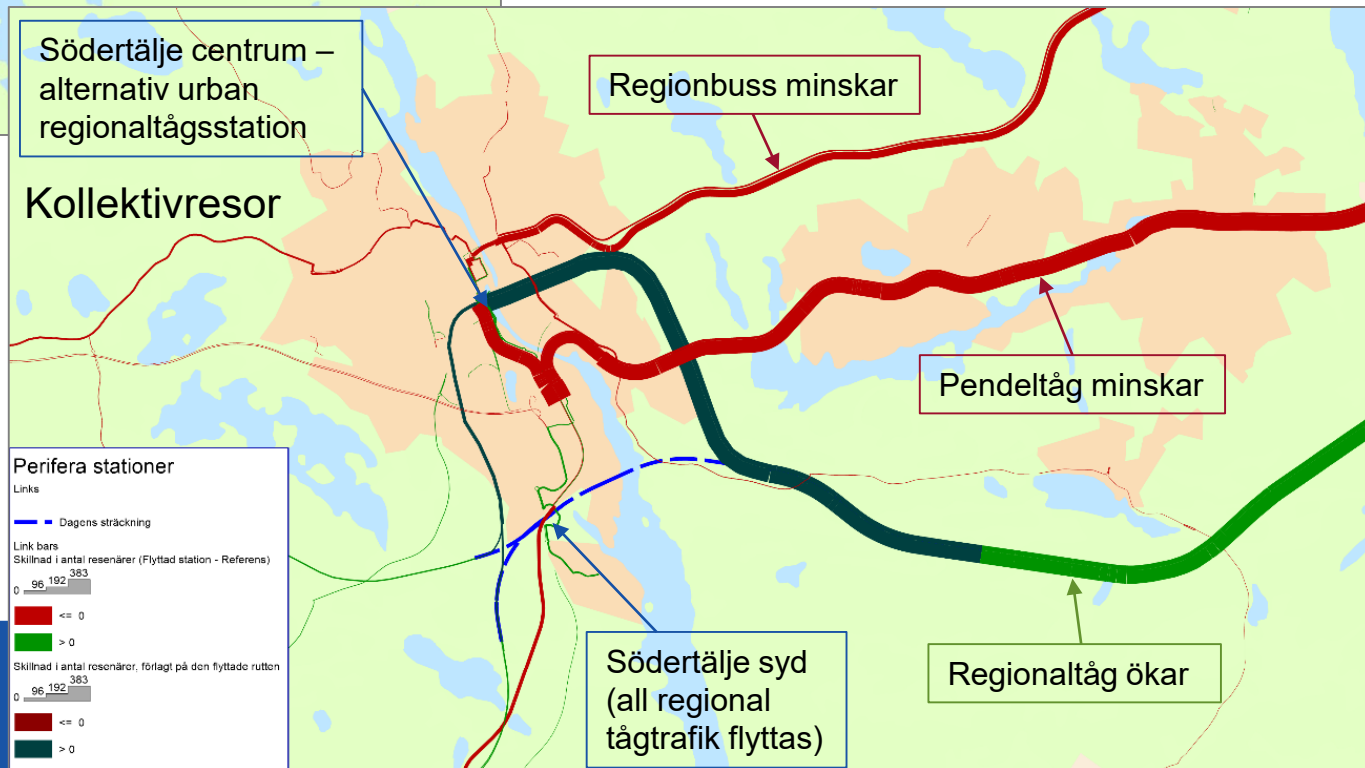 Södertälje centrum –
alternativ urban
regionaltågsstation
Regionbuss minskar
Kollektivresor
Pendeltåg minskar
Perifera stationer
Links
Dagens sträckning
Link bars
Skillnad i antal resenärer (Flyttad station - Referens)
0 96 192 383
<= 0
> 0
Skillnad i antal resenärer, förlagt på den flyttade rutten
0 96 192 383
<= 0
> 0
Södertälje syd
(all regional
tågtrafik flyttas)
Regionaltåg ökar